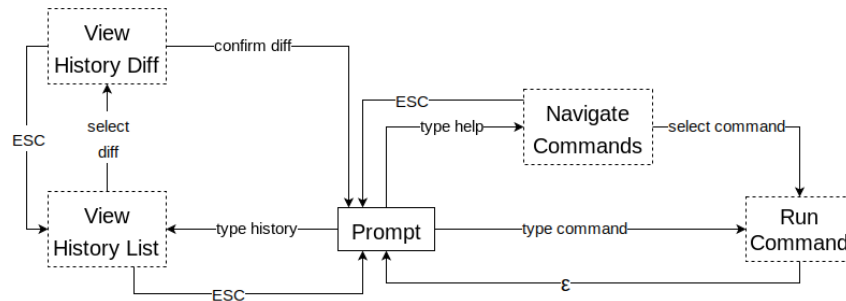 View
History Diff
confirm diff
ESC
select
diff
ESC
type help
Navigate
Commands
select command
View
History List
type history
Prompt
type command
Run
Command
ESC
ε